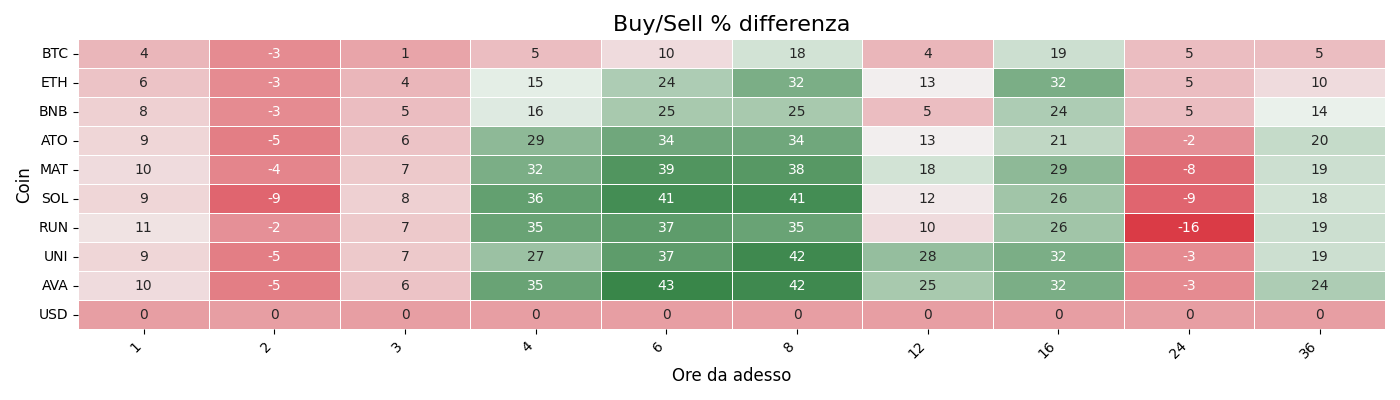 Buy/Sell % differenza
Coin
BTC 4 -3 1 5 10 18 4 19 5 5
ETH 6 -3 4 15 24 32 13 32 5 10
BNB 8 -3 5 16 25 25 5 24 5 14
ATO 9 -5 6 29 34 34 13 21 -2 20
MAT 10 -4 7 32 39 38 18 29 -8 19
SOL 9 -9 8 36 41 41 12 26 -9 18
RUN 11 -2 7 35 37 35 10 26 -16 19
UNI 9 -5 7 27 37 42 28 32 -3 19
AVA 10 -5 6 35 43 42 25 32 -3 24
USD 0 0 0 0 0 0 0 0 0 0
1 2 3 4 6 8 12 16 24 36
Ore da adesso